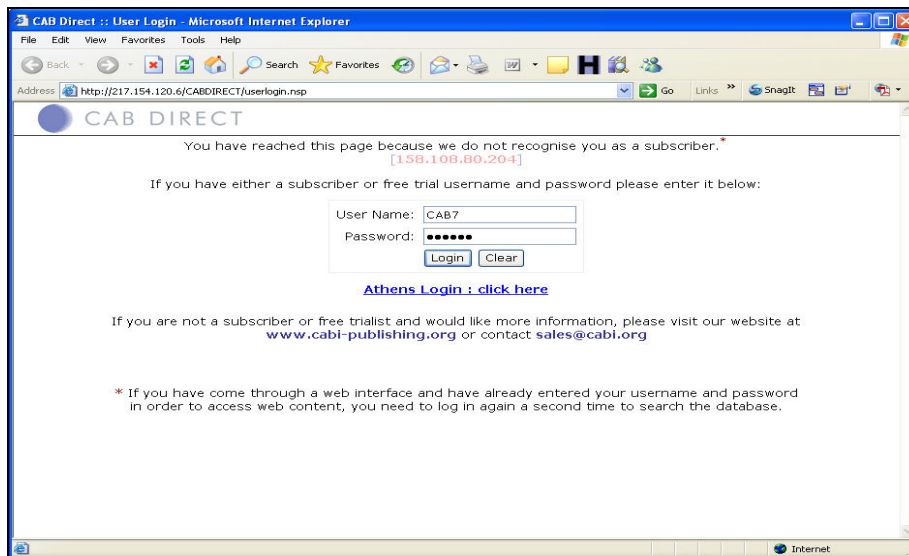 CAB Direct :: User Login - Microsoft Internet Explorer
File Edit View Favorites Tools Help
Back Search Favorites
Address http://217.154.120.6/CABDIRECT/userlogin.nsp Go Links » SnagIt
CAB DIRECT
You have reached this page because we do not recognise you as a subscriber.*
[158.108.80.204]
If you have either a subscriber or free trial username and password please enter it below:
User Name: CAB7
Password: ●●●●●●
Login Clear
Athens Login : click here
If you are not a subscriber or free trialist and would like more information, please visit our website at
www.cabi-publishing.org or contact sales@cabi.org
* If you have come through a web interface and have already entered your username and password
in order to access web content, you need to log in again a second time to search the database.
Internet